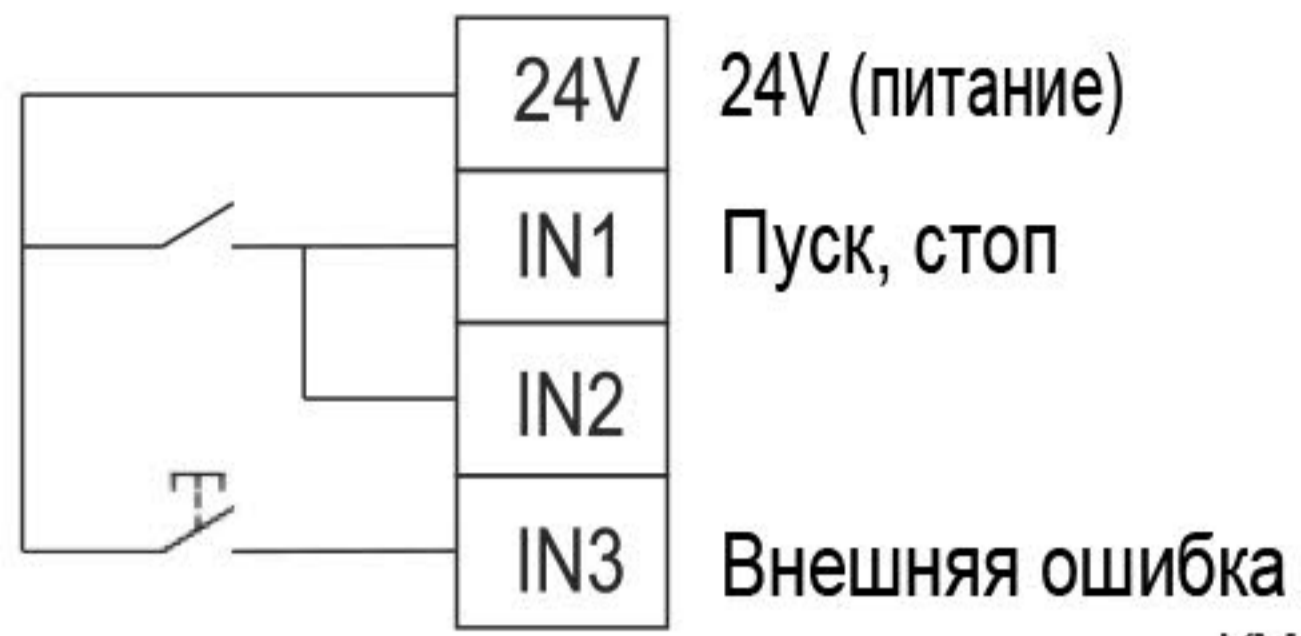 24V 24V (питание)
IN1 Пуск, стоп
IN2
IN3 Внешняя ошибка